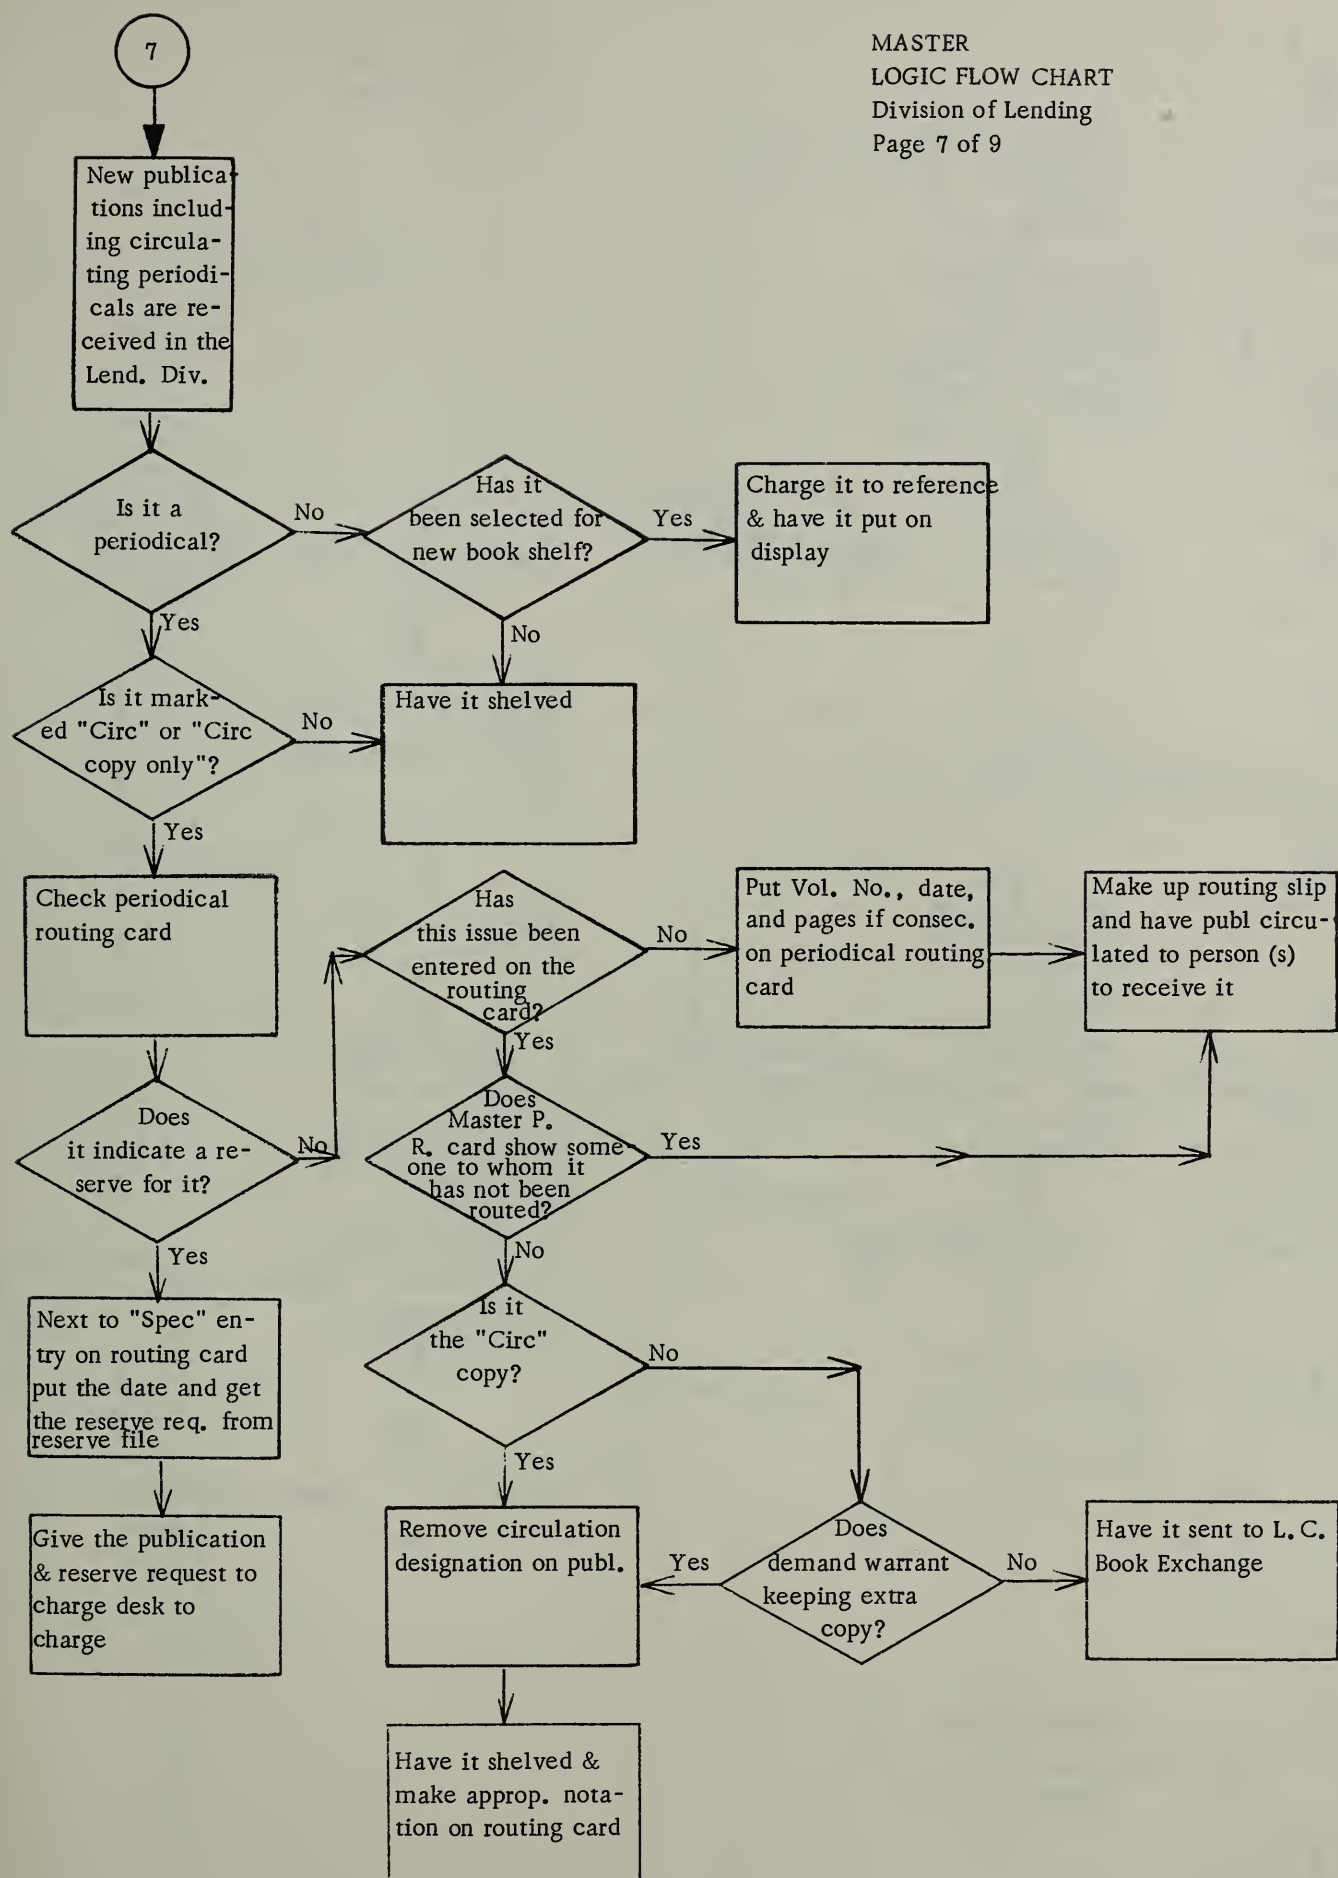 7
MASTER
LOGIC FLOW CHART
Division of Lending
Page 7 of 9
New publica-
tions includ-
ing circula-
ting periodi-
cals are re-
ceived in the
Lend. Div.
Is it a
periodical?
No
Has it
been selected for
new book shelf?
Yes
Charge it to reference
& have it put on
display
Yes
No
Is it mark-
ed "Circ" or "Circ
copy only"?
No
Have it shelved
Yes
Check periodical
routing card
Has
this issue been
entered on the
routing
card?
No
Put Vol. No., date,
and pages if consec.
on periodical routing
card
Make up routing slip
and have publ circu-
lated to person (s)
to receive it
Yes
Does
it indicate a re-
serve for it?
No
Does
Master P.
R. card show some-
one to whom it
has not been
routed?
Yes
Yes
No
Next to "Spec" en-
try on routing card
put the date and get
the reserve req. from
reserve file
Is it
the "Circ"
copy?
No
Yes
Give the publication
& reserve request to
charge desk to
charge
Remove circulation
designation on publ.
Yes
Does
demand warrant
keeping extra
copy?
No
Have it sent to L. C.
Book Exchange
Have it shelved &
make approp. nota-
tion on routing card